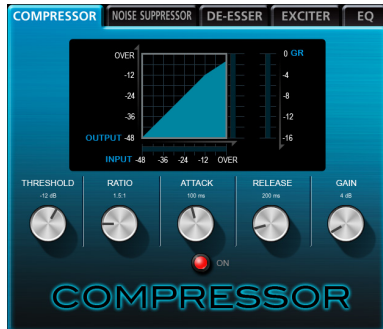 COMPRESSOR NOISE SUPPRESSOR DE-ESSER EXCITER EQ
OVER
-12
-24
-36
OUTPUT -48
INPUT -48 -36 -24 -12 OVER
0 GR
-4
-8
-12
-16
THRESHOLD RATIO ATTACK RELEASE GAIN
-12 dB 1.5:1 100 ms 200 ms 4 dB
ON
COMPRESSOR